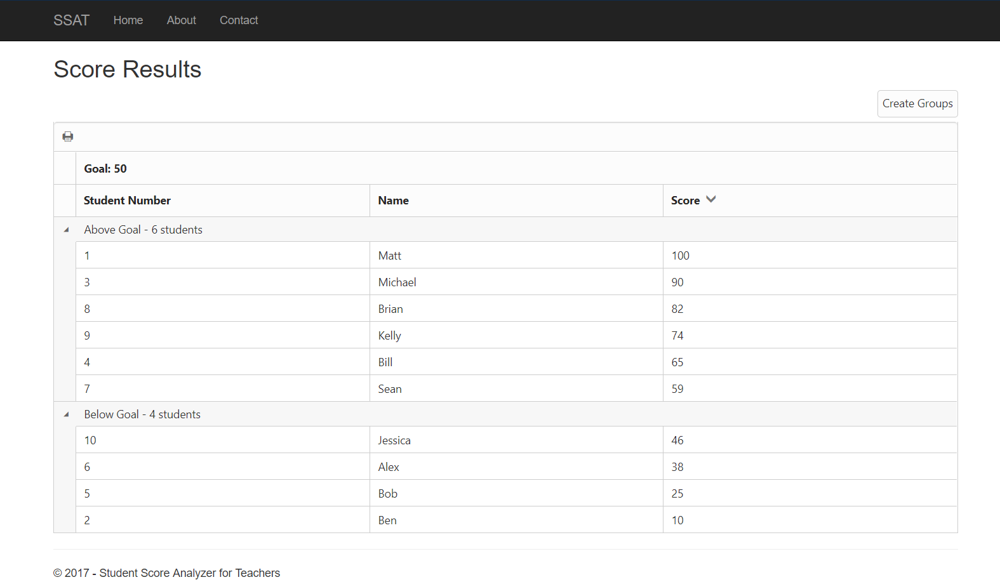 SSAT Home About Contact
Score Results
Create Groups
Goal: 50
Student Number Name Score
Above Goal - 6 students
1 Matt 100
3 Michael 90
8 Brian 82
9 Kelly 74
4 Bill 65
7 Sean 59
Below Goal - 4 students
10 Jessica 46
6 Alex 38
5 Bob 25
2 Ben 10
© 2017 - Student Score Analyzer for Teachers